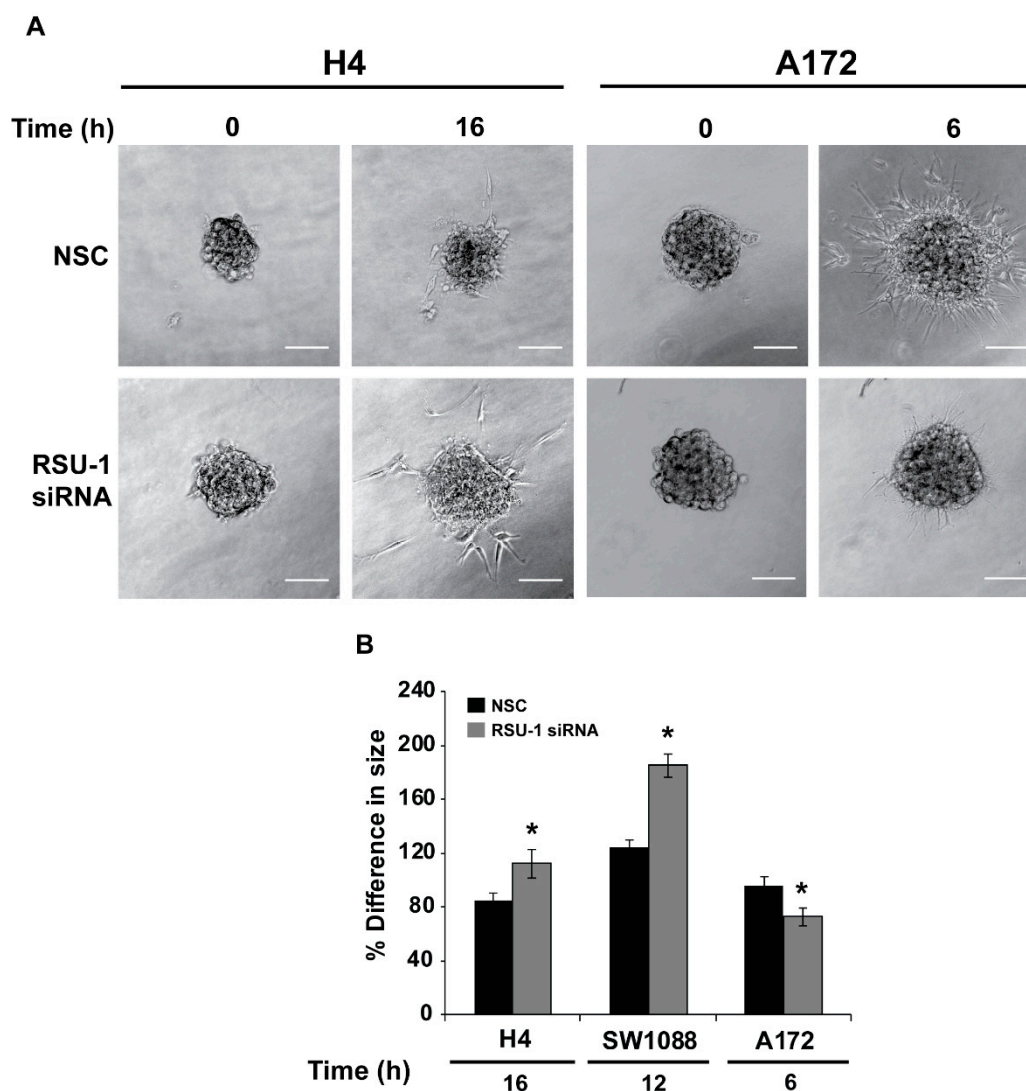 A
H4 A172
Time (h) 0 16 0 6
NSC
RSU-1
siRNA
B
240
200
160
120
80
40
0
% Difference in size
NSC
RSU-1 siRNA
*
*
*
H4 SW1088 A172
Time (h) 16 12 6